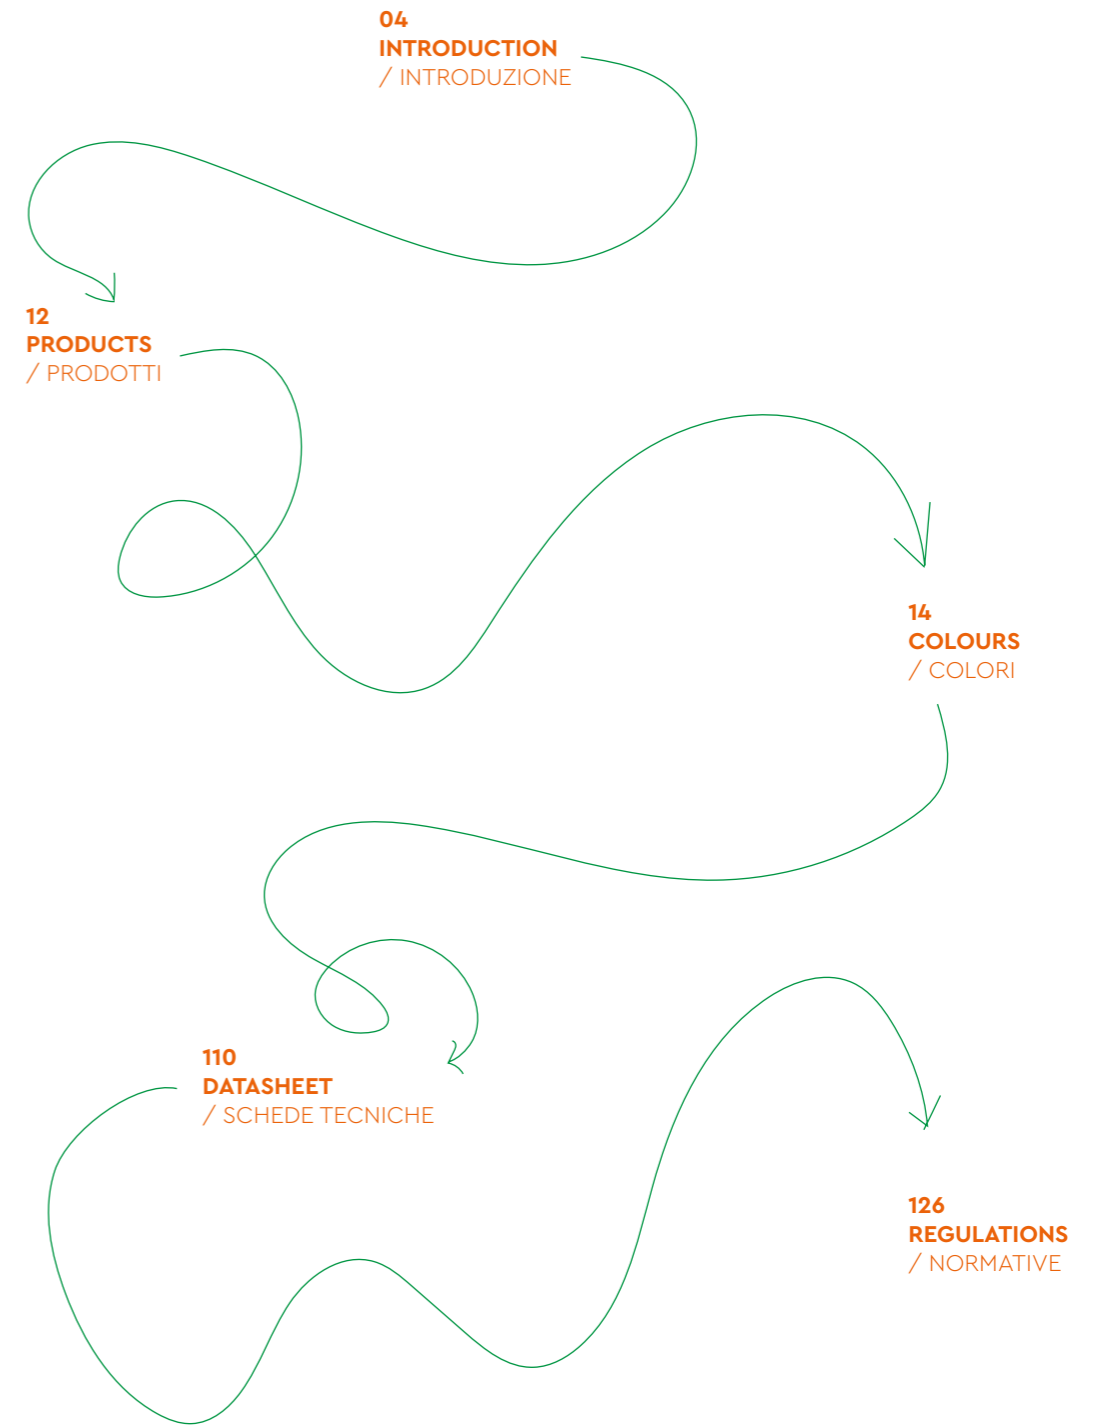 04
INTRODUCTION
/ INTRODUZIONE
12
PRODUCTS
/ PRODOTTI
14
COLOURS
/ COLORI
110
DATASHEET
/ SCHEDE TECNICHE
126
REGULATIONS
/ NORMATIVE